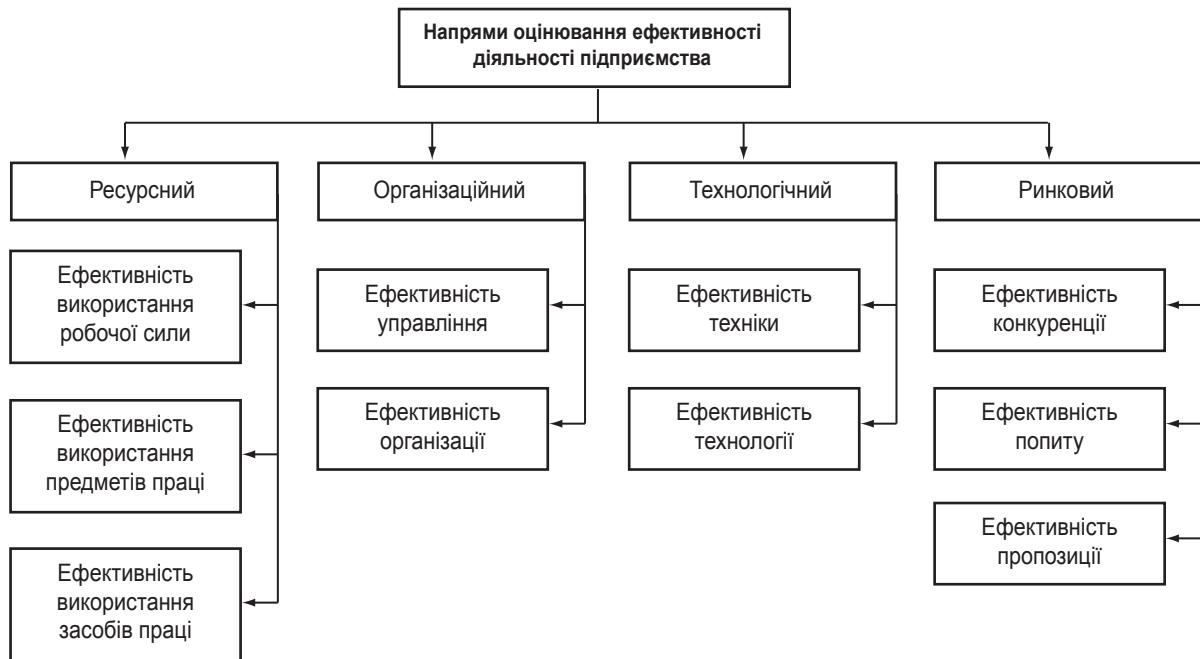 Напрями оцінювання ефективності
діяльності підприємства
Ресурсний
Організаційний
Технологічний
Ринковий
Ефективність
використання
робочої сили
Ефективність
використання
предметів праці
Ефективність
використання
засобів праці
Ефективність
управління
Ефективність
організації
Ефективність
техніки
Ефективність
технології
Ефективність
конкуренції
Ефективність
попиту
Ефективність
пропозиції